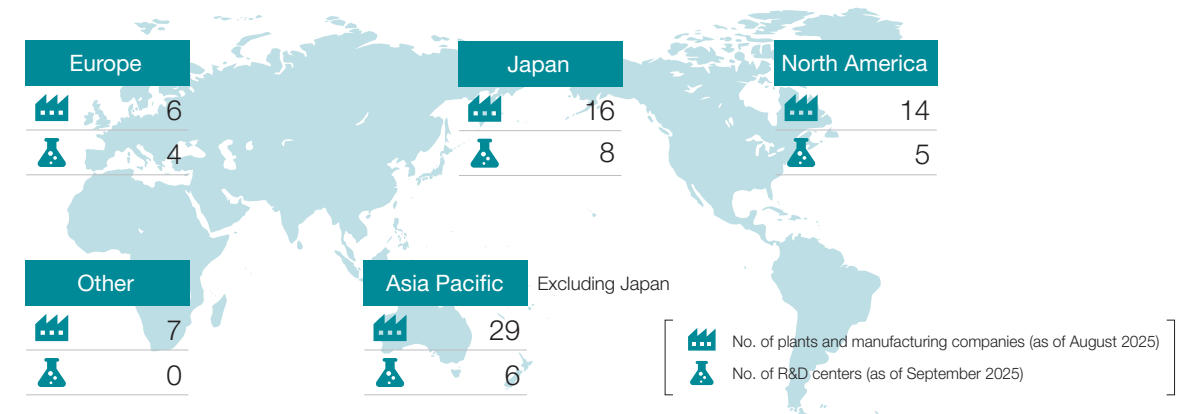 Europe
6
4
Japan
16
8
North America
14
5
Other
7
0
Asia Pacific
Excluding Japan
29
6
No. of plants and manufacturing companies (as of August 2025)
No. of R&D centers (as of September 2025)